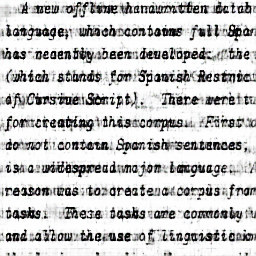 A new offline handwritten datab
language, which contains full Spa
has recently been developed: the
(which stands for Spanish Restric
of Cursive Script). There were t
for creating this corpus. First o
do not contain Spanish sentences,
is a widespread major language. A
reason was to create a corpus from
tasks. These tasks are commonly u
and allow the use of linguistic k